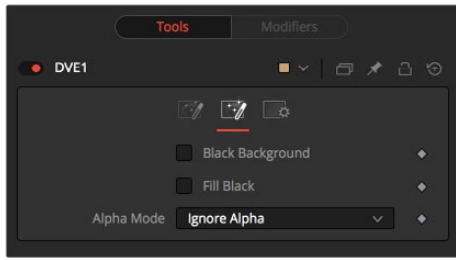 Tools Modifiers
DVE1
Black Background
Fill Black
Alpha Mode Ignore Alpha